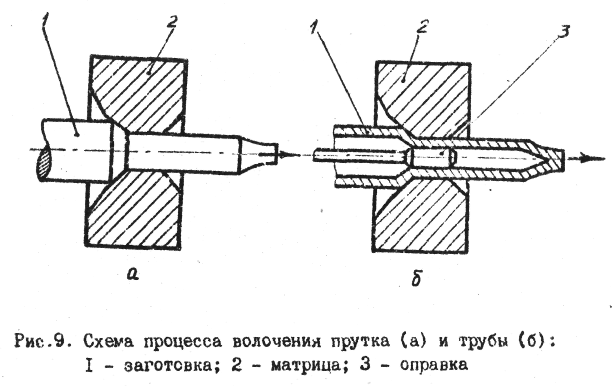 1 2 1 2 3
а б
Рис.9. Схема процесса волочения прутка (а) и трубы (б):
I - заготовка; 2 - матрица; 3 - оправка